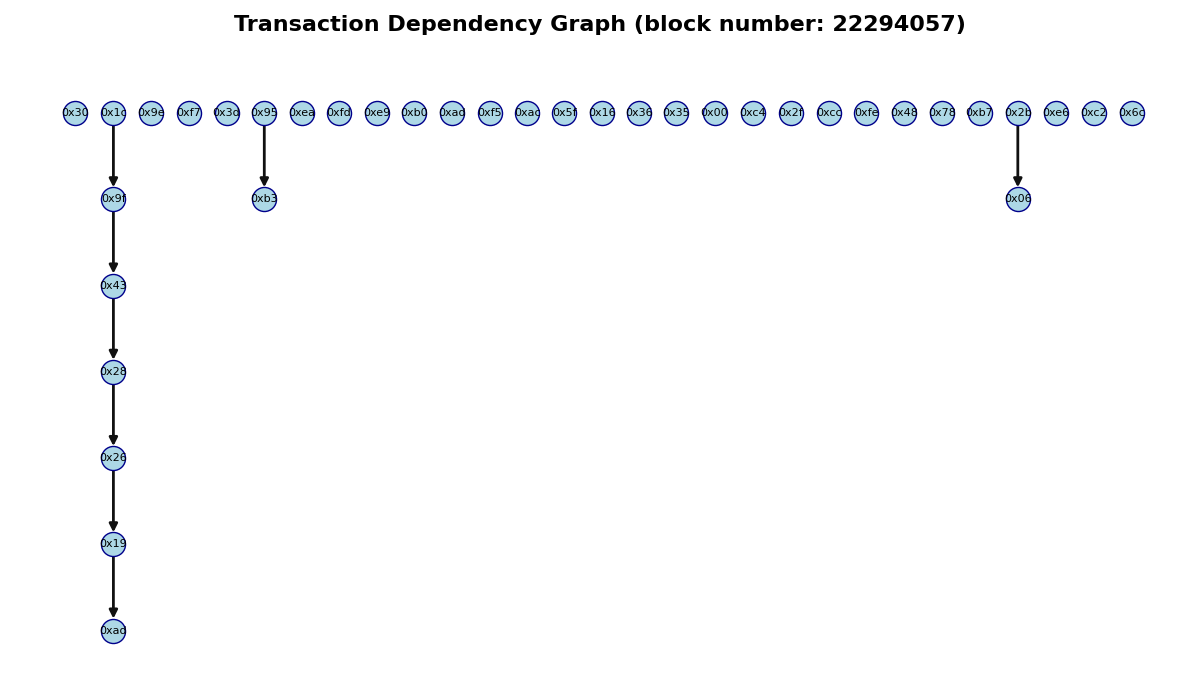 Transaction Dependency Graph (block number: 22294057)
0x30 0x1c 0x9e 0xf7 0x3d 0x95 0xea 0xfd 0xe9 0xb0 0xad 0xf5 0xac 0x5f 0x16 0x36 0x35 0x00 0xc4 0x2f 0xcc 0xfe 0x48 0x78 0xb7 0x2b 0xe6 0xc2 0x6c
0x9f 0xb3 0x06
0x43
0x28
0x26
0x19
0xad